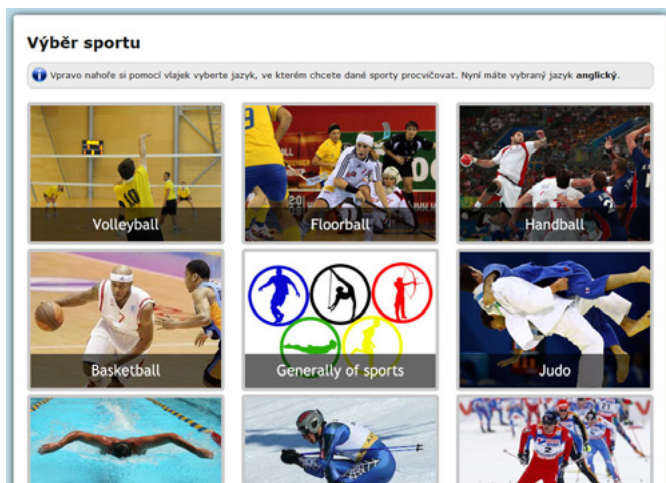 Výběr sportu
Vpravo nahoře si pomocí vlajek vyberte jazyk, ve kterém chcete dané sporty procvičovat. Nyní máte vybraný jazyk anglický.
Volleyball
Floorball
Handball
Basketball
Generally of sports
Judo